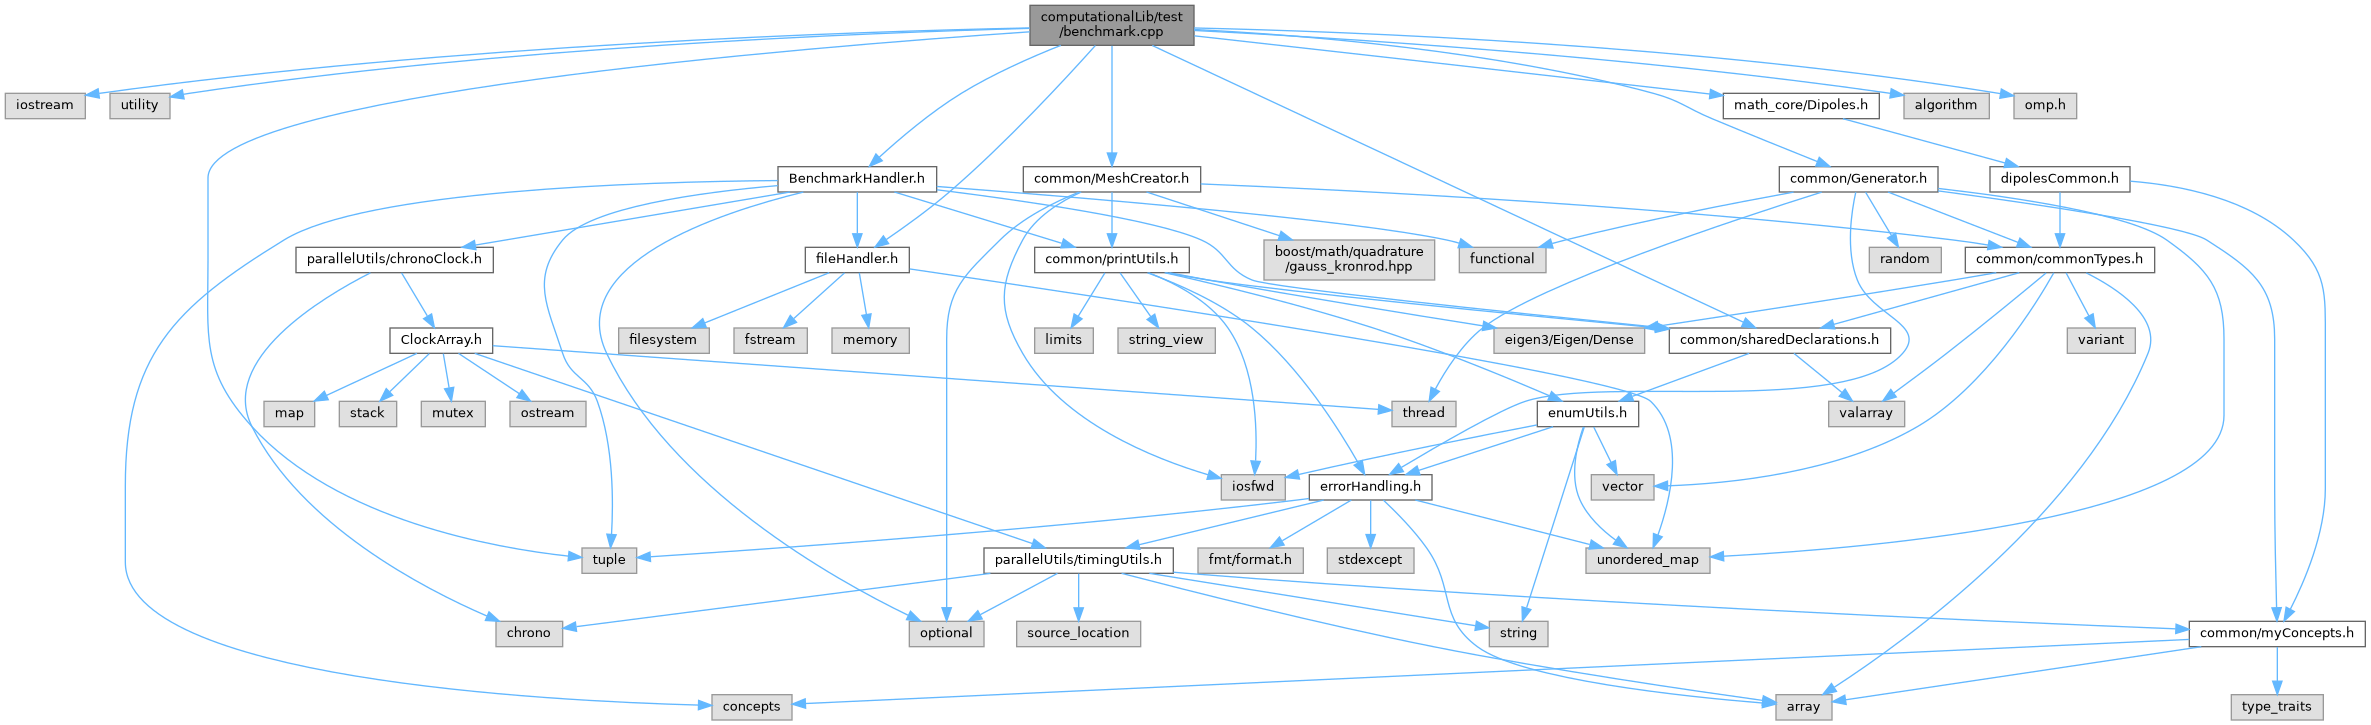 computationalLib/test
/benchmark.cpp
iostream
utility
math_core/Dipoles.h
algorithm
omp.h
BenchmarkHandler.h
common/MeshCreator.h
common/Generator.h
dipolesCommon.h
parallelUtils/chronoClock.h
fileHandler.h
common/printUtils.h
boost/math/quadrature
/gauss_kronrod.hpp
functional
random
common/commonTypes.h
ClockArray.h
filesystem
fstream
memory
limits
string_view
eigen3/Eigen/Dense
common/sharedDeclarations.h
variant
map
stack
mutex
ostream
thread
enumUtils.h
valarray
iosfwd
errorHandling.h
vector
tuple
parallelUtils/timingUtils.h
fmt/format.h
stdexcept
unordered_map
chrono
optional
source_location
string
common/myConcepts.h
concepts
array
type_traits